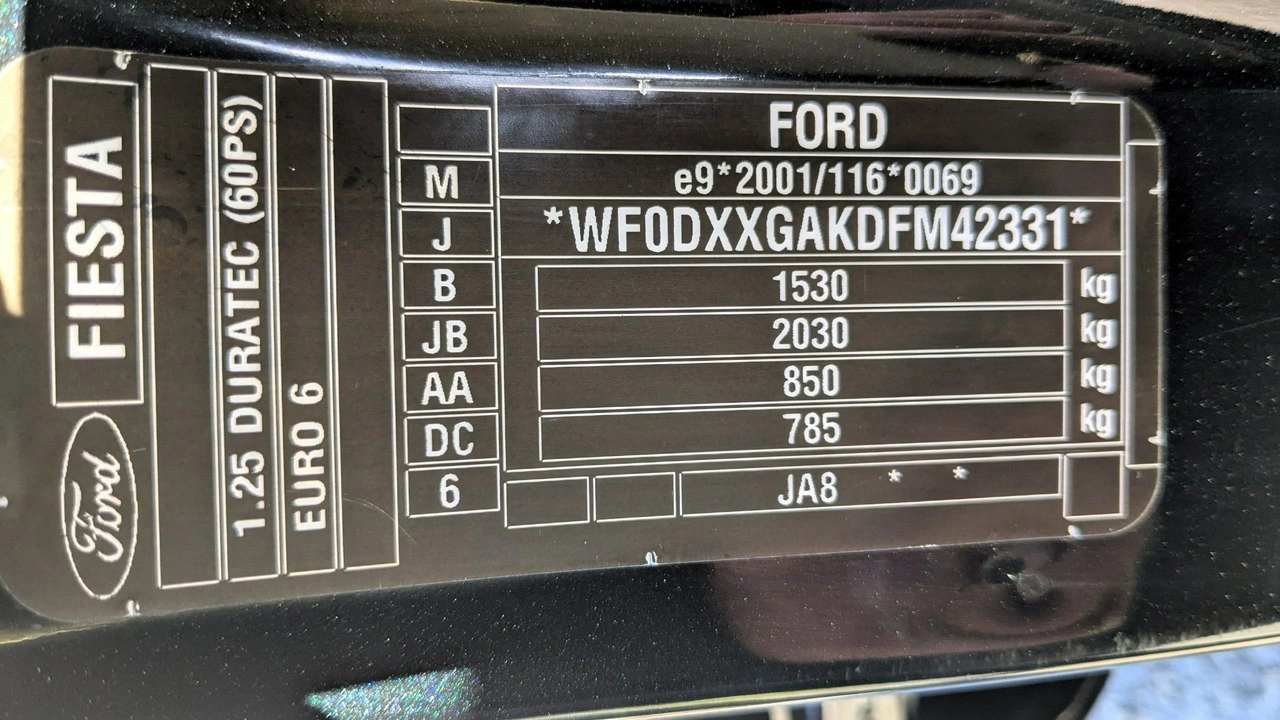 FORD
e9*2001/116*0069
*WF0DXXGAKDFM42331*
1530 kg
2030 kg
850 kg
785 kg
JA8 * *
M
J
B
JB
AA
DC
6
Ford FIESTA
1.25 DURATEC (60PS)
EURO 6